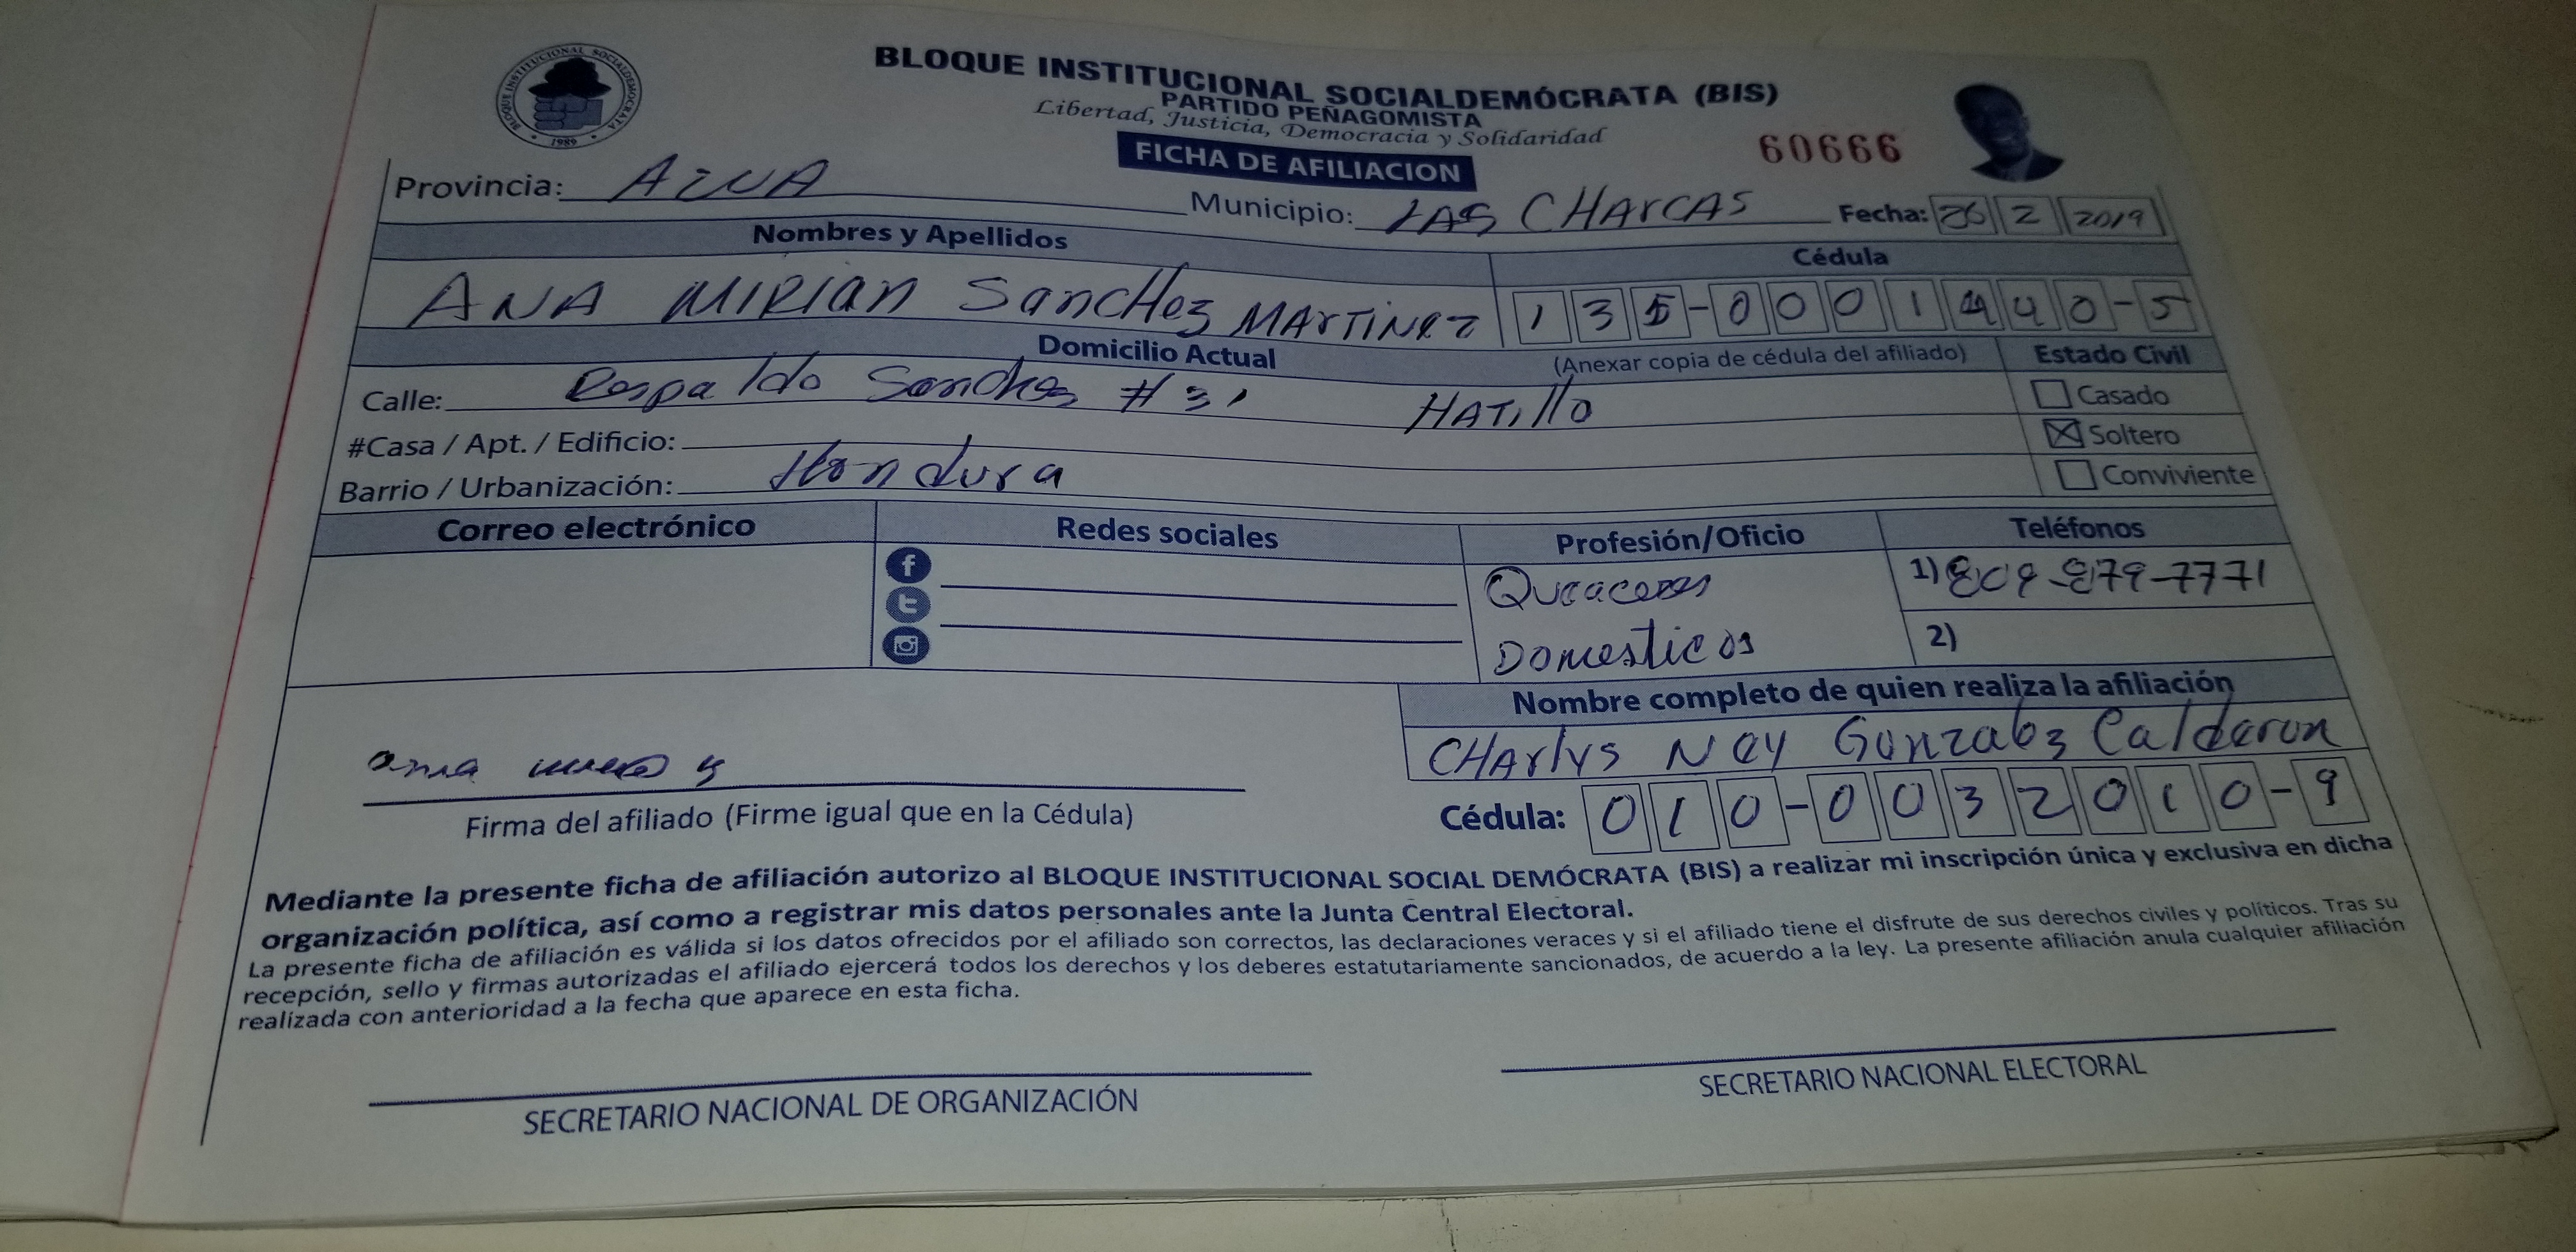 BLOQUE INSTITUCIONAL SOCIALDEMÓCRATA
1989
BLOQUE INSTITUCIONAL SOCIALDEMÓCRATA (BIS)
PARTIDO PEÑAGOMISTA
Libertad, Justicia, Democracia y Solidaridad
FICHA DE AFILIACION
60666
Provincia: AZUA Municipio: LAS CHArCAS Fecha: 26 2 2019
Nombres y Apellidos Cédula
ANA MIRIAN SancHez MArTiNez 135-0001440-5
Domicilio Actual (Anexar copia de cédula del afiliado) Estado Civil
Calle: Respaldo Sanches # 31 HATillo
Casado
#Casa / Apt. / Edificio:
Soltero
Barrio / Urbanización: Hondura
Conviviente
Correo electrónico Redes sociales Profesión/Oficio Teléfonos
Domesticos
1) 809-879-7771
2)
Nombre completo de quien realiza la afiliación
CHArlys Ney Gonzalez Calderon
ana
Firma del afiliado (Firme igual que en la Cédula)
Cédula: 010-0032010-9
Mediante la presente ficha de afiliación autorizo al BLOQUE INSTITUCIONAL SOCIAL DEMÓCRATA (BIS) a realizar mi inscripción única y exclusiva en dicha
organización política, así como a registrar mis datos personales ante la Junta Central Electoral.
La presente ficha de afiliación es válida si los datos ofrecidos por el afiliado son correctos, las declaraciones veraces y si el afiliado tiene el disfrute de sus derechos civiles y políticos. Tras su
recepción, sello y firmas autorizadas el afiliado ejercerá todos los derechos y los deberes estatutariamente sancionados, de acuerdo a la ley. La presente afiliación anula cualquier afiliación
realizada con anterioridad a la fecha que aparece en esta ficha.
SECRETARIO NACIONAL DE ORGANIZACIÓN
SECRETARIO NACIONAL ELECTORAL